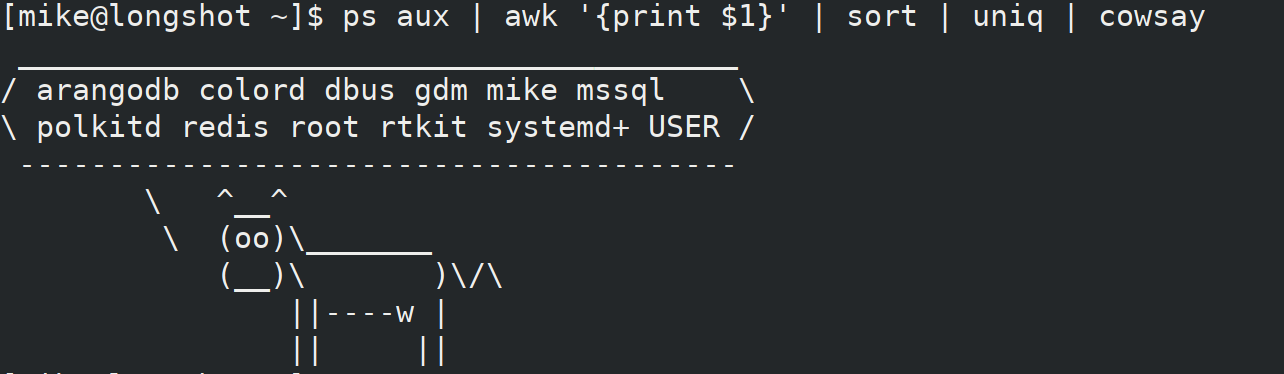 [mike@longshot ~]$ ps aux | awk '{print $1}' | sort | uniq | cowsay
 ________________________________________
/ arangodb colord dbus gdm mike mssql    \
\ polkitd redis root rtkit systemd+ USER /
 ----------------------------------------
        \   ^__^
         \  (oo)\_______
            (__)\       )\/\
                ||----w |
                ||     ||